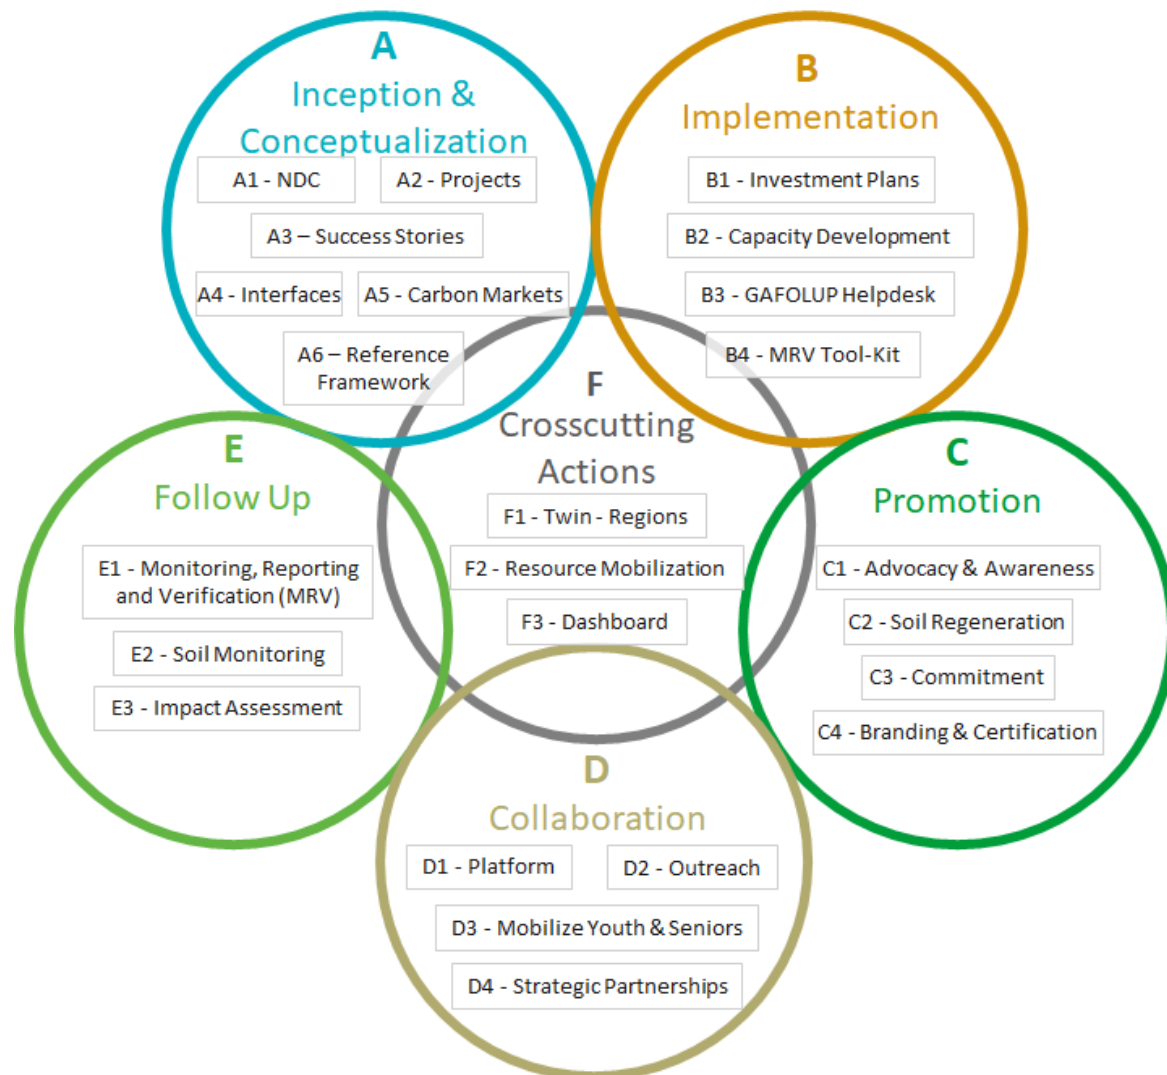 A
Inception &
Conceptualization
A1 - NDC
A2 - Projects
A3 – Success Stories
A4 - Interfaces
A5 - Carbon Markets
A6 – Reference
Framework
B
Implementation
B1 - Investment Plans
B2 - Capacity Development
B3 - GAFOLUP Helpdesk
B4 - MRV Tool-Kit
F
Crosscutting
Actions
F1 - Twin - Regions
F2 - Resource Mobilization
F3 - Dashboard
E
Follow Up
E1 - Monitoring, Reporting
and Verification (MRV)
E2 - Soil Monitoring
E3 - Impact Assessment
C
Promotion
C1 - Advocacy & Awareness
C2 - Soil Regeneration
C3 - Commitment
C4 - Branding & Certification
D
Collaboration
D1 - Platform
D2 - Outreach
D3 - Mobilize Youth & Seniors
D4 - Strategic Partnerships